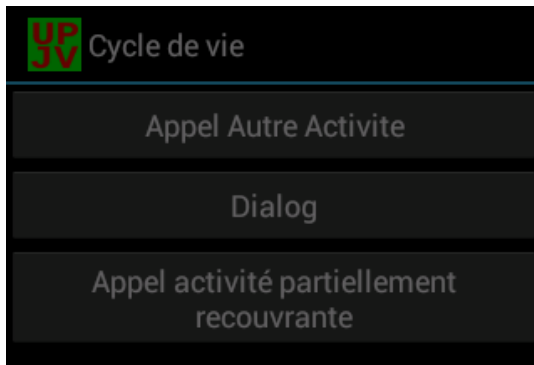 UP
JV
Cycle de vie
Appel Autre Activite
Dialog
Appel activité partiellement
recouvrante